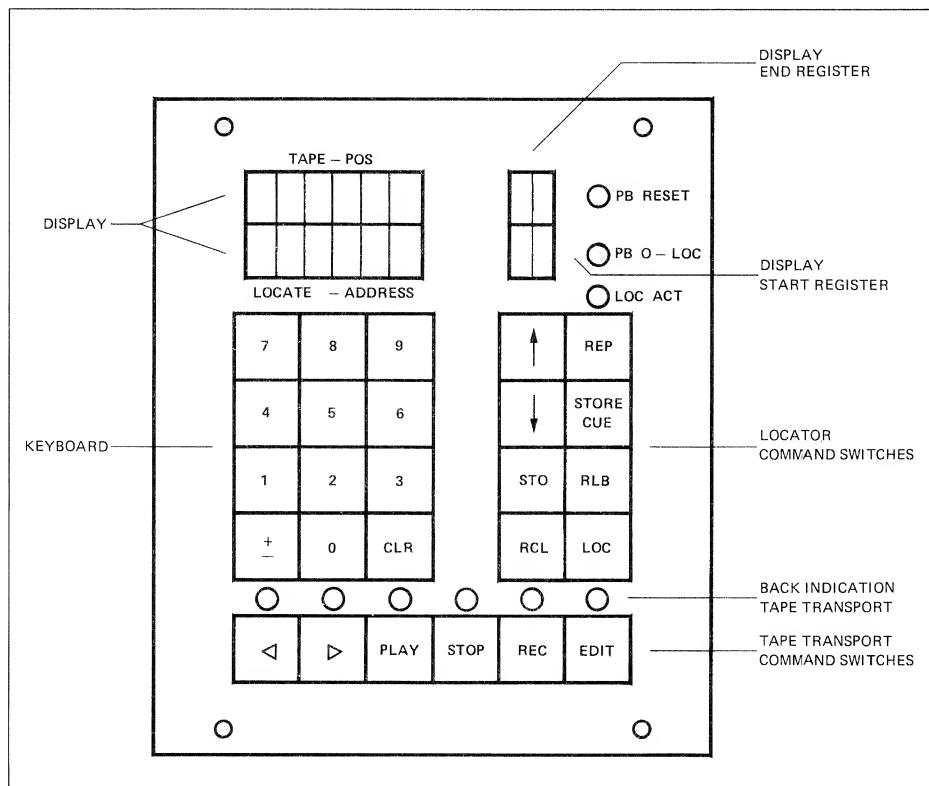 DISPLAY
END REGISTER
TAPE – POS
PB RESET
DISPLAY
PB O – LOC
DISPLAY
START REGISTER
LOCATE – ADDRESS
LOC ACT
7 8 9
REP
4 5 6
STORE
CUE
KEYBOARD
LOCATOR
COMMAND SWITCHES
1 2 3
STO RLB
+
–
0 CLR
RCL LOC
BACK INDICATION
TAPE TRANSPORT
PLAY STOP REC EDIT
TAPE TRANSPORT
COMMAND SWITCHES